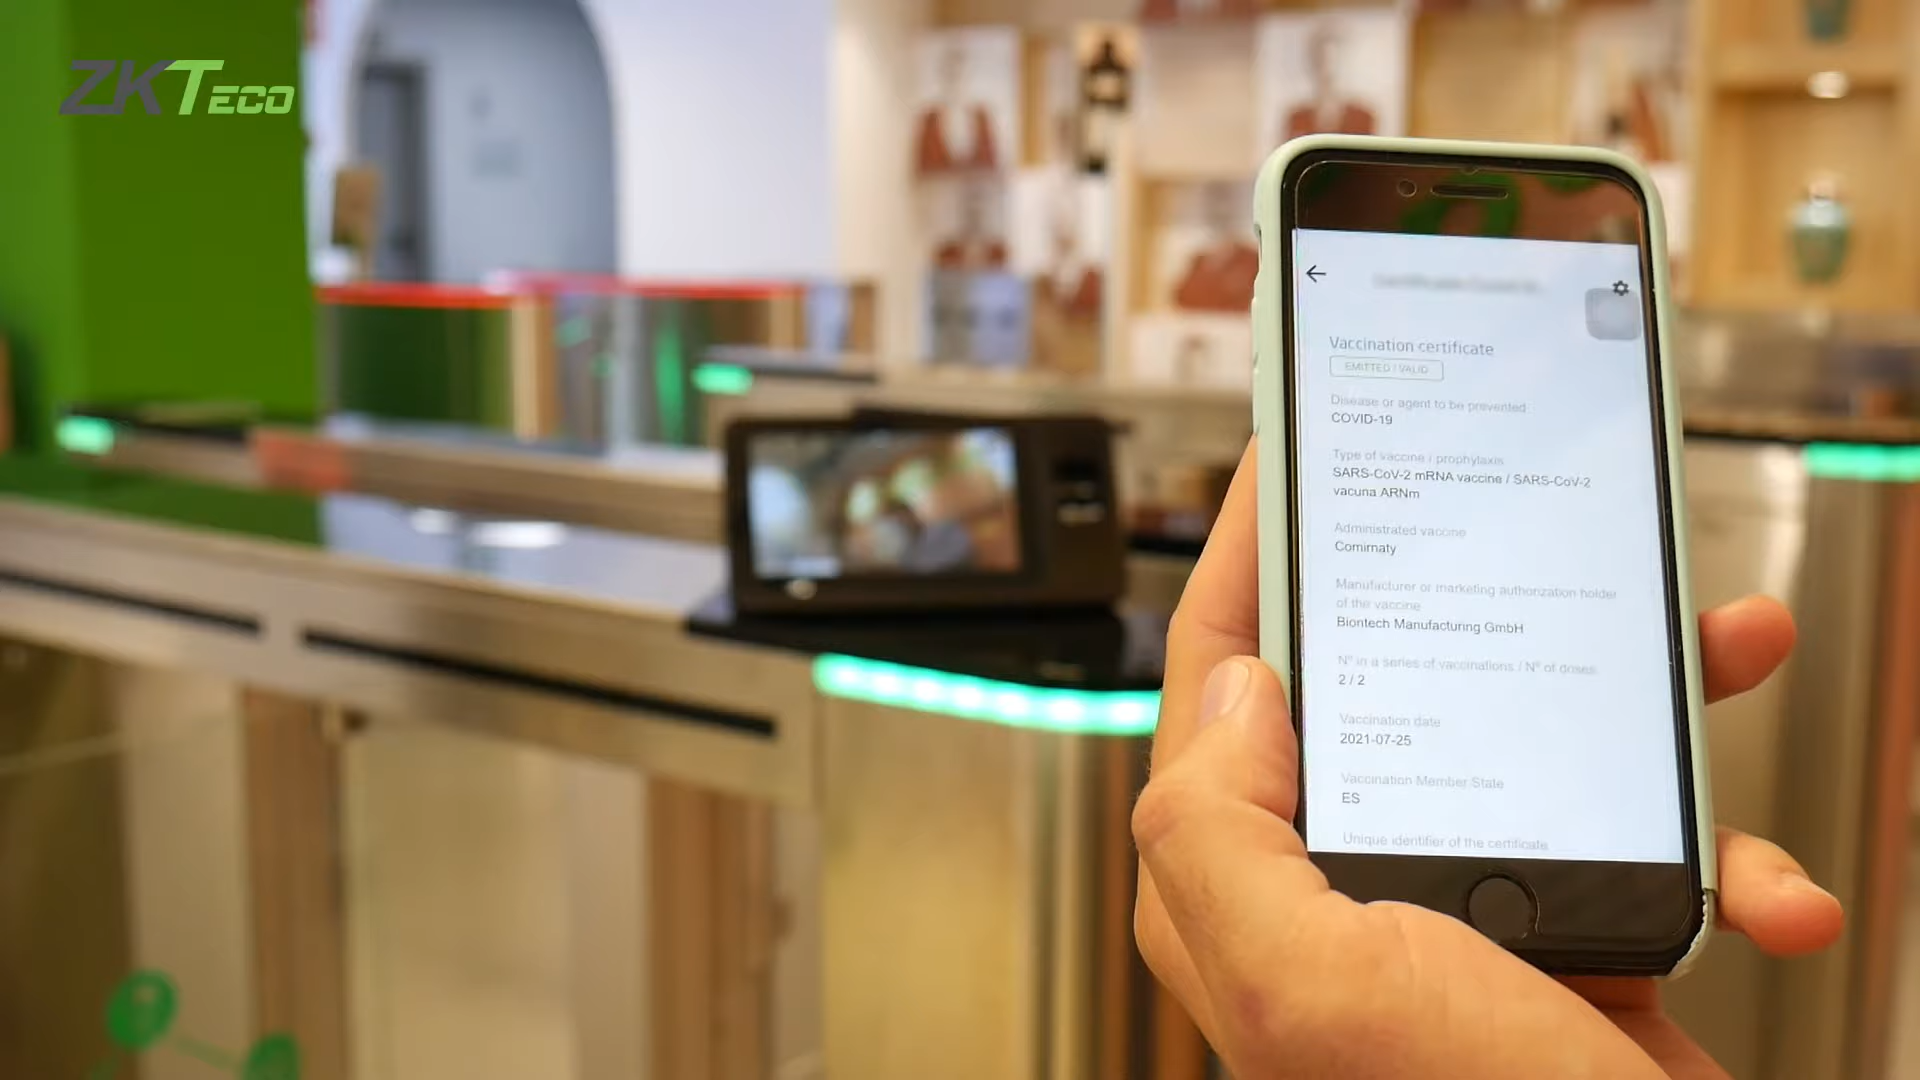 ZKTECO
Vaccination certificate
EMITTED / VALID
Disease or agent to be prevented
COVID-19
Type of vaccine / prophylaxis
SARS-CoV-2 mRNA vaccine / SARS-CoV-2
vacuna ARNm
Administrated vaccine
Comirnaty
Manufacturer or marketing authorization holder
of the vaccine
Biontech Manufacturing GmbH
Nº in a series of vaccinations / Nº of doses
2 / 2
Vaccination date
2021-07-25
Vaccination Member State
ES
Unique identifier of the certificate